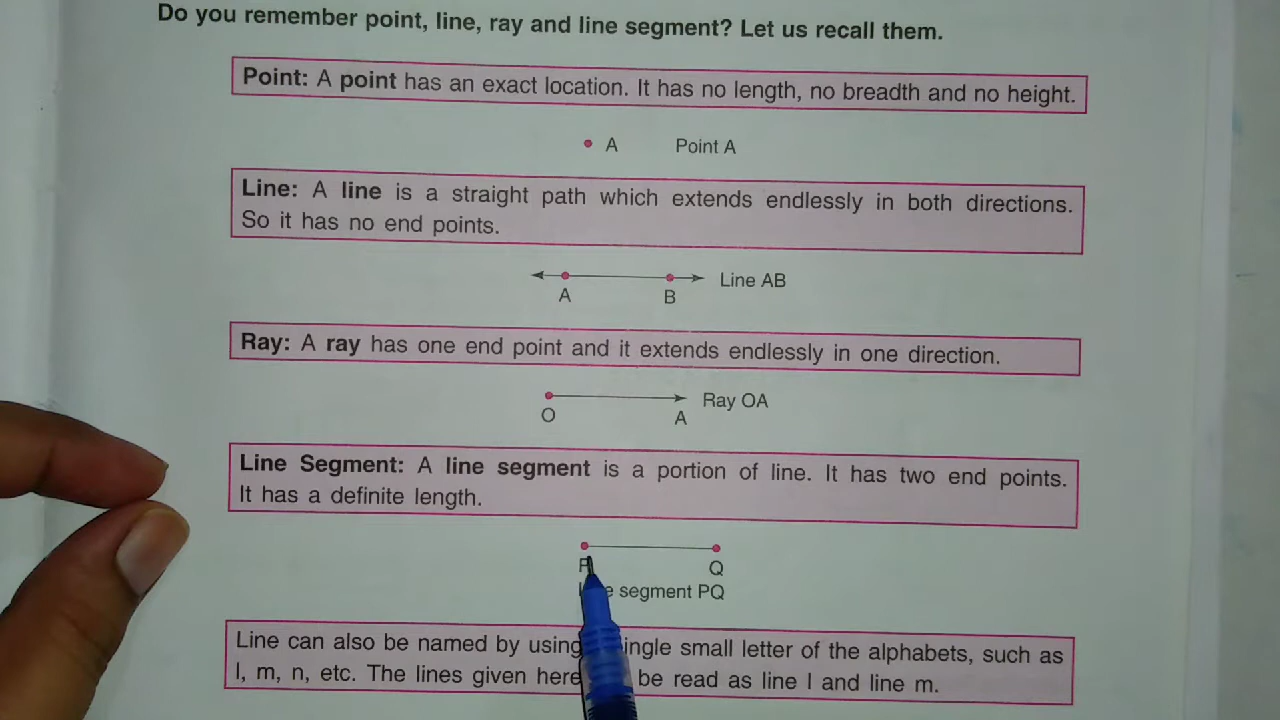 Do you remember point, line, ray and line segment? Let us recall them.
Point: A point has an exact location. It has no length, no breadth and no height.
A Point A
Line: A line is a straight path which extends endlessly in both directions.
So it has no end points.
Line AB
A B
Ray: A ray has one end point and it extends endlessly in one direction.
Ray OA
O A
Line Segment: A line segment is a portion of line. It has two end points.
It has a definite length.
Q
segment PQ
Line can also be named by using single small letter of the alphabets, such as
l, m, n, etc. The lines given here be read as line l and line m.